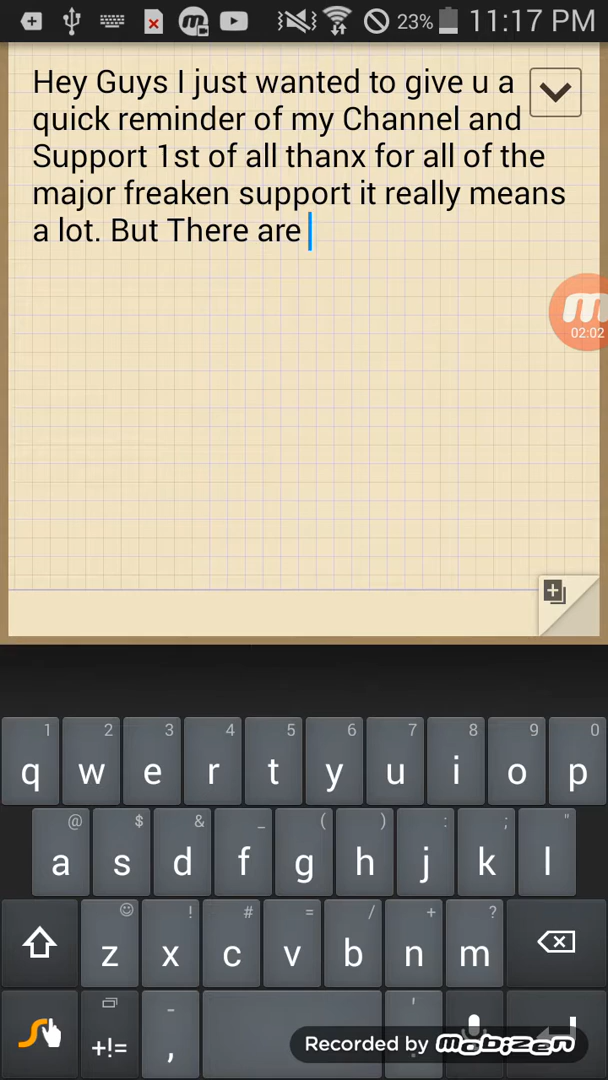 23% 11:17 PM
Hey Guys I just wanted to give u a
quick reminder of my Channel and
Support 1st of all thanx for all of the
major freaken support it really means
a lot. But There are
02:02
1 2 3 4 5 6 7 8 9 0
q w e r t y u i o p
@ $ & _ ( ) : ; "
a s d f g h j k l
! # = / + ?
z x c v b n m
- '
+!= ,
Recorded by mobizen